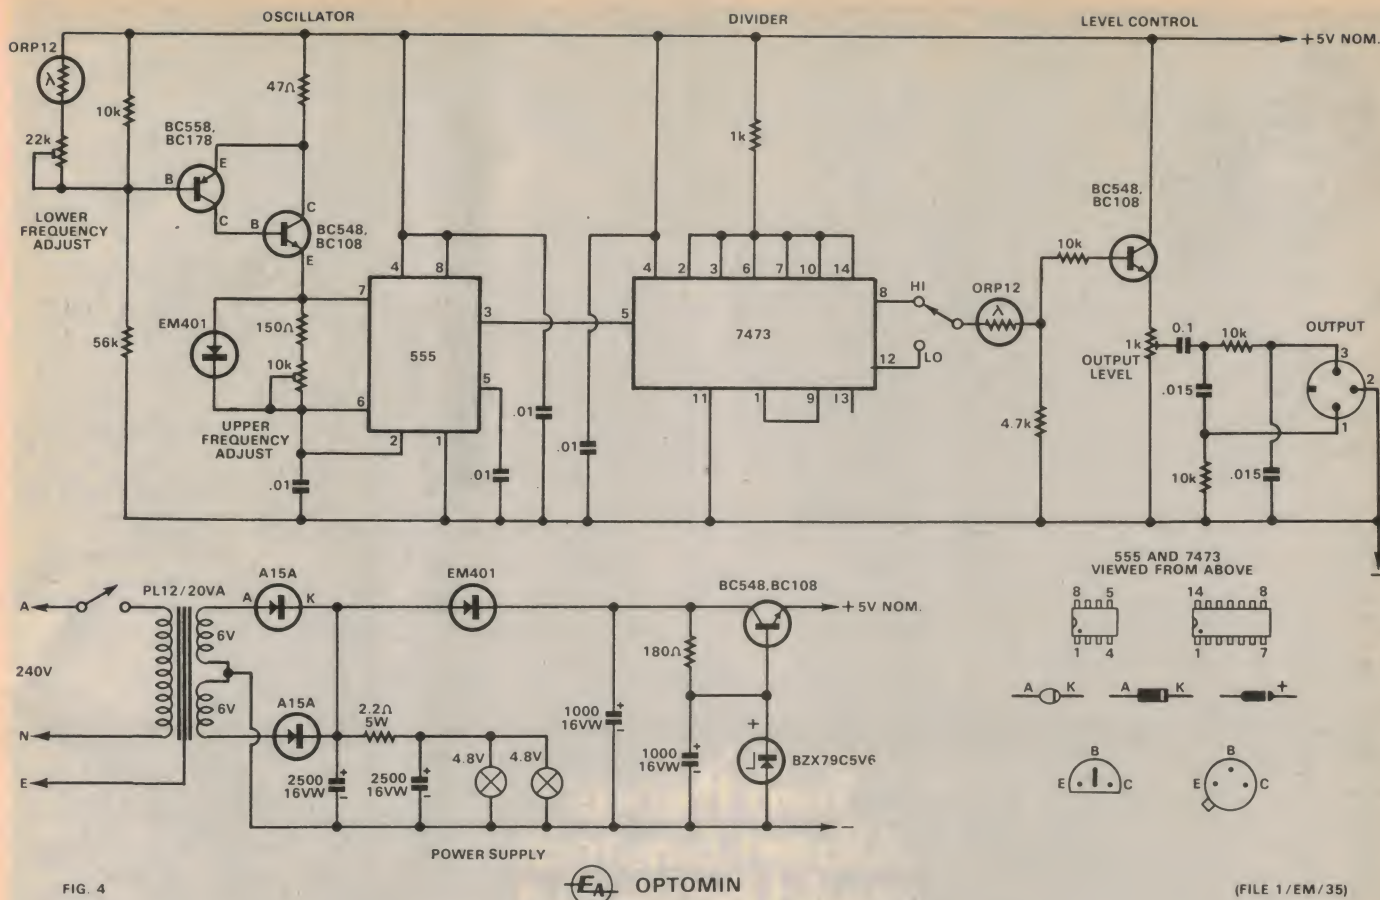 OSCILLATOR
DIVIDER
LEVEL CONTROL
ORP12
λ
+5V NOM.
47Ω
10k
BC558,
BC178
22k
1k
E
B
C
LOWER
FREQUENCY
ADJUST
B
C
E
BC548,
BC108
BC548,
BC108
10k
4
8
7
3
5
6
2
1
555
EM401
150Ω
10k
56k
UPPER
FREQUENCY
ADJUST
.01
.01
.01
.01
4
2
3
6
7
10
14
5
8
12
11
1
9
13
7473
HI
LO
ORP12
λ
4.7k
1k
OUTPUT
LEVEL
0.1
10k
.015
10k
.015
OUTPUT
3
2
1
−
A
240V
N
E
PL12/20VA
6V
6V
A15A
A
K
A15A
EM401
2.2Ω
5W
2500
16VW
+
−
2500
16VW
+
−
4.8V
4.8V
1000
16VW
+
−
180Ω
1000
16VW
+
−
BC548,BC108
+5V NOM.
+
BZX79C5V6
−
POWER SUPPLY
555 AND 7473
VIEWED FROM ABOVE
8 5
1 4
14 8
1 7
A K
A K
+
B
E C
B
E C
FIG. 4
EA OPTOMIN
(FILE 1/EM/35)